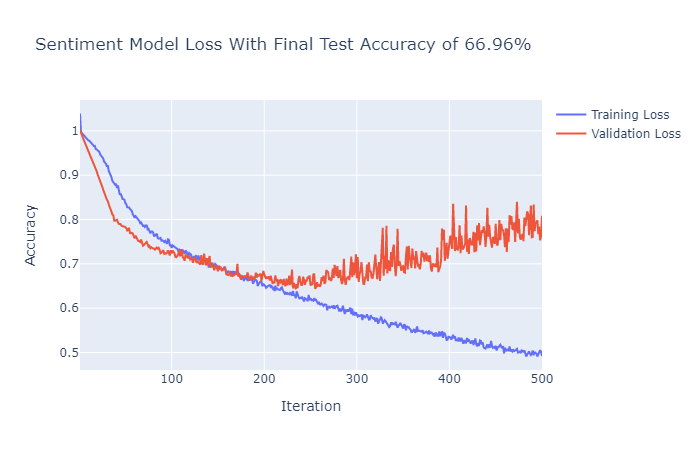 Sentiment Model Loss With Final Test Accuracy of 66.96%
Training Loss
Validation Loss
1
0.9
0.8
0.7
0.6
0.5
Accuracy
100
200
300
400
500
Iteration